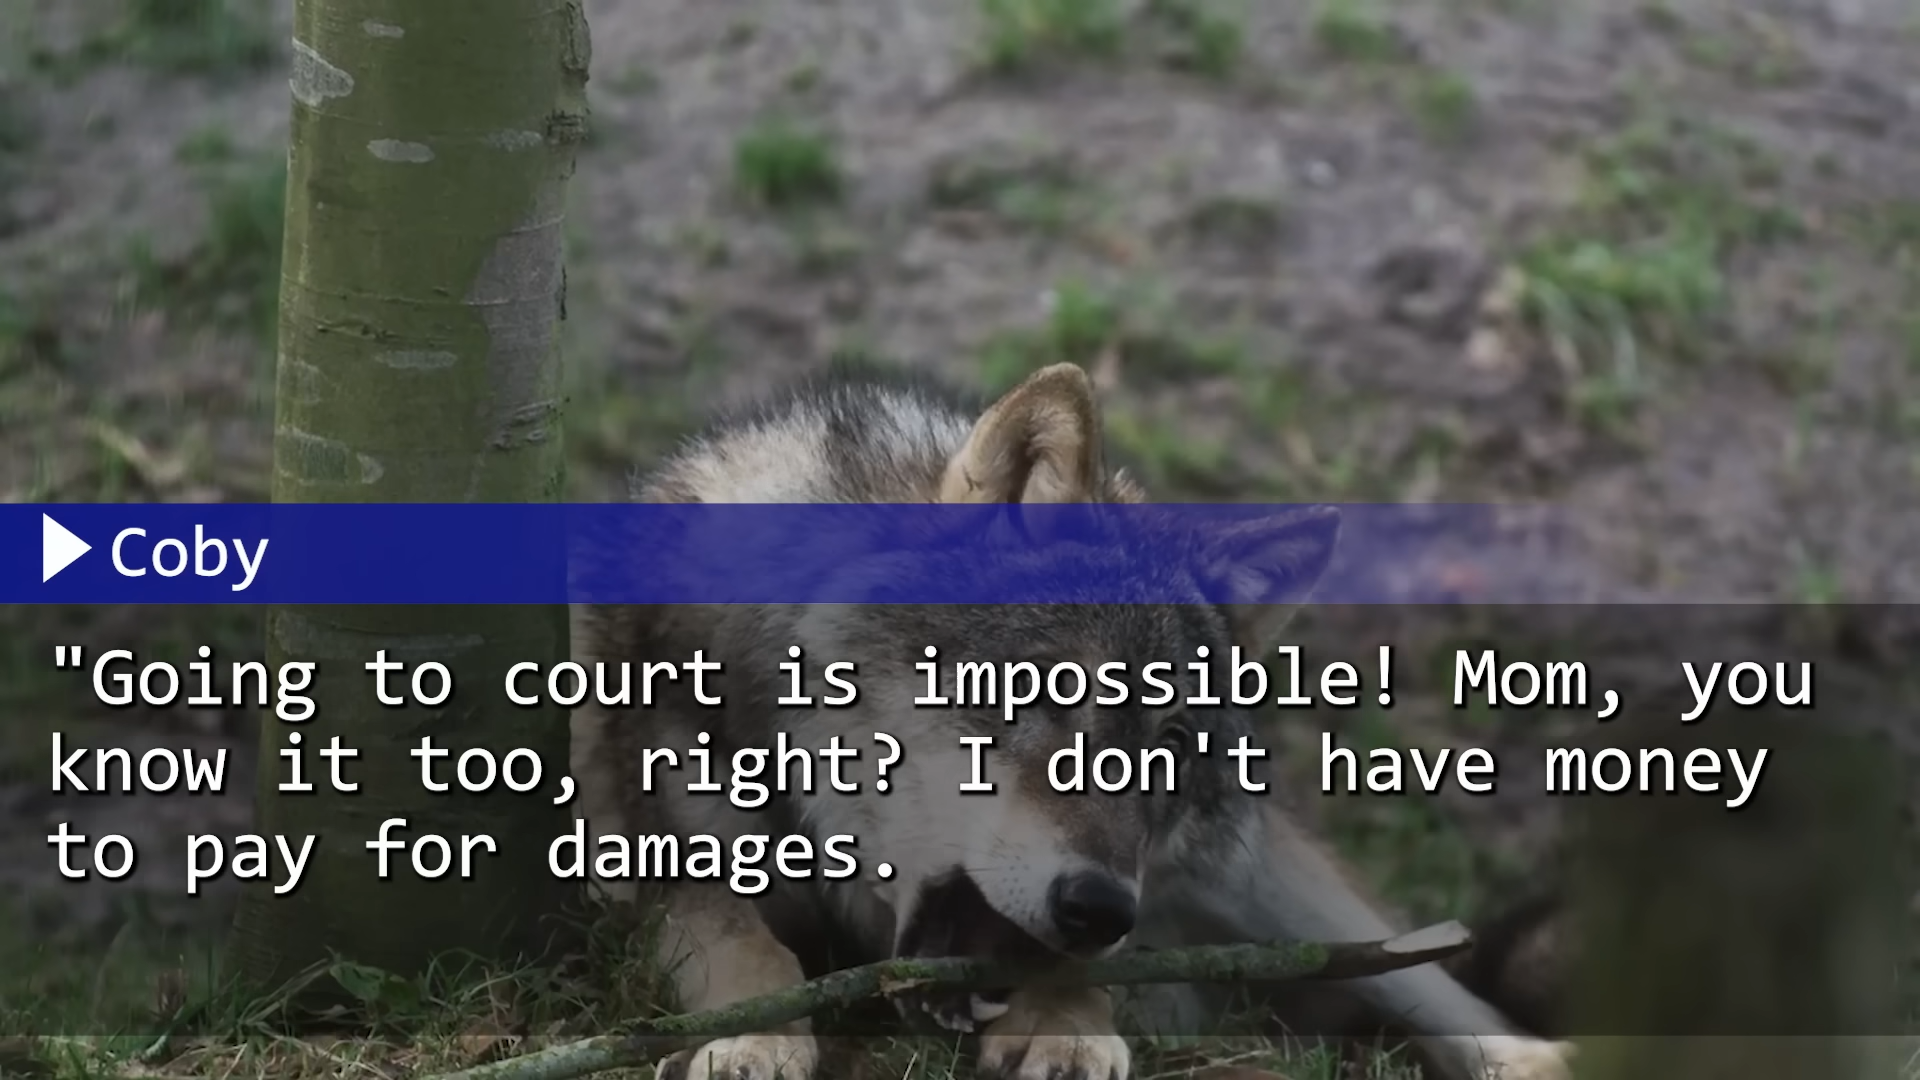 Coby
"Going to court is impossible! Mom, you
know it too, right? I don't have money
to pay for damages.